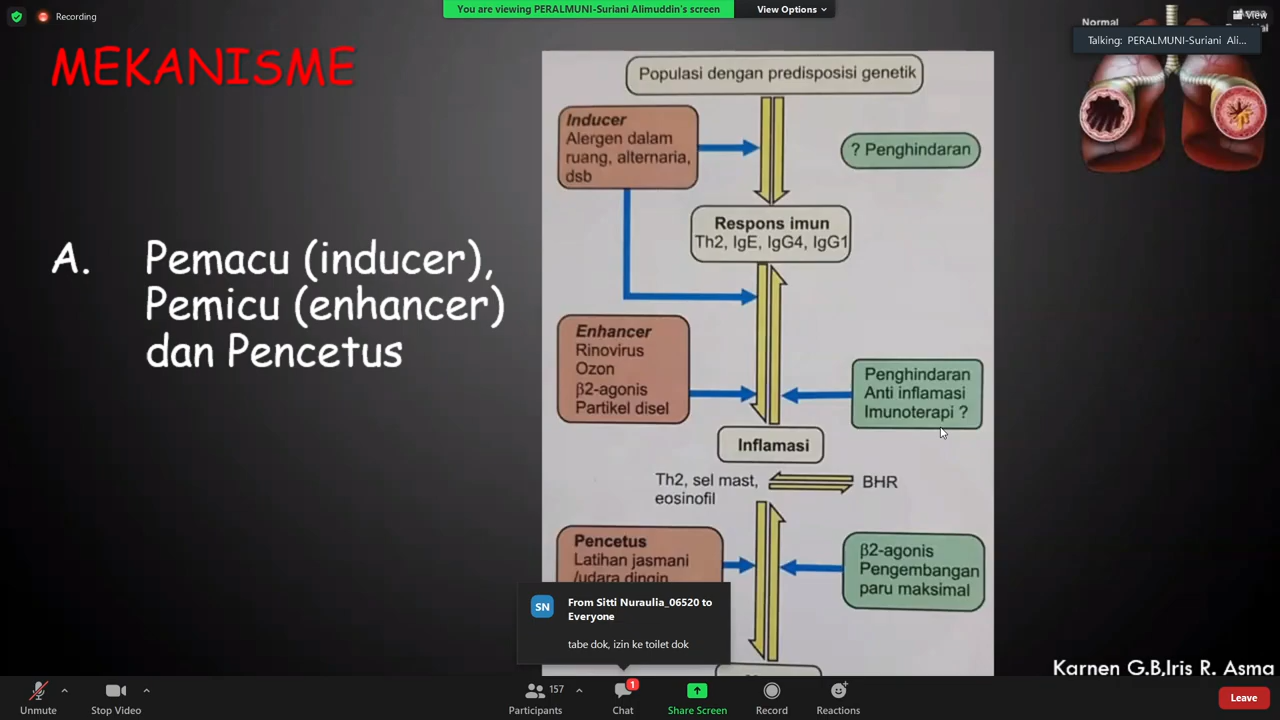 Recording
You are viewing PERALMUNI-Suriani Alimuddin's screen
View Options
View
Normal
Talking: PERALMUNI-Suriani Ali...
MEKANISME
A. Pemacu (inducer),
Pemicu (enhancer)
dan Pencetus
Populasi dengan predisposisi genetik
Inducer
Alergen dalam
ruang, alternaria,
dsb
? Penghindaran
Respons imun
Th2, IgE, IgG4, IgG1
Enhancer
Rinovirus
Ozon
β2-agonis
Partikel disel
Penghindaran
Anti inflamasi
Imunoterapi ?
Inflamasi
Th2, sel mast,
eosinofil
BHR
Pencetus
Latihan jasmani
/udara dingin
β2-agonis
Pengembangan
paru maksimal
SN
From Sitti Nuraulia_06520 to
Everyone
tabe dok, izin ke toilet dok
Karnen G.B,Iris R. Asma
Unmute
Stop Video
157
Participants
1
Chat
Share Screen
Record
Reactions
Leave